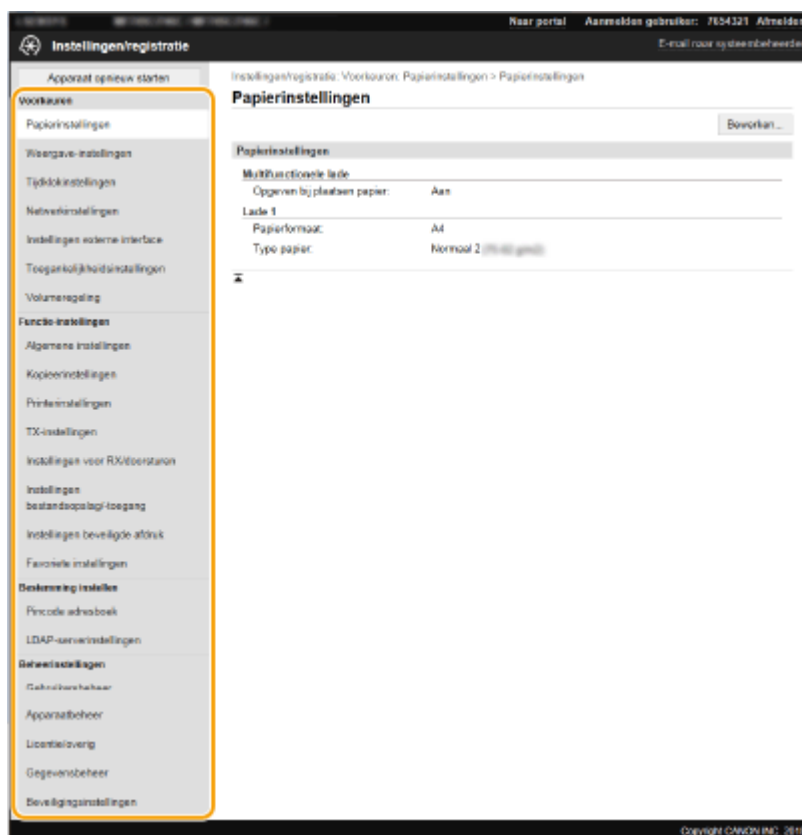 Naar portal Aanmelden gebruiker: 7654321 Afmelden
Instellingen/registratie
E-mail naar systeembeheerder
Apparaat opnieuw starten
Voorkeuren
Papierinstellingen
Weergave-instellingen
Tijdklokinstellingen
Netwerkinstellingen
Instellingen externe interface
Toegankelijkheidsinstellingen
Volumeregeling
Functie-instellingen
Algemene instellingen
Kopieerinstellingen
Printerinstellingen
TX-instellingen
Instellingen voor RX/doorsturen
Instellingen
bestandsopslag/-toegang
Instellingen beveiligde afdruk
Favoriete instellingen
Bestemming instellen
Pincode adresboek
LDAP-serverinstellingen
Beheerinstellingen
Gebruikersbeheer
Apparaatbeheer
Licentie/overig
Gegevensbeheer
Beveiligingsinstellingen
Instellingen/registratie: Voorkeuren: Papierinstellingen > Papierinstellingen
Papierinstellingen
Bewerken...
Papierinstellingen
Multifunctionele lade
Opgeven bij plaatsen papier: Aan
Lade 1
Papierformaat: A4
Type papier: Normaal 2
Copyright CANON INC.